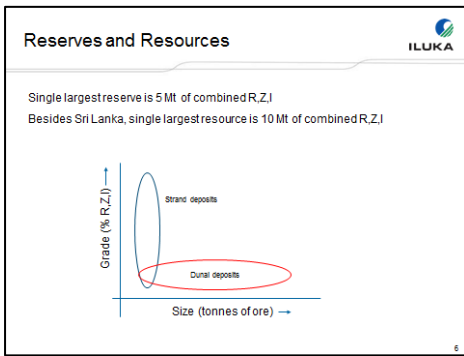 Reserves and Resources
ILUKA
Single largest reserve is 5 Mt of combined R,Z,I
Besides Sri Lanka, single largest resource is 10 Mt of combined R,Z,I
Grade (% R,Z,I)
Strand deposits
Dunal deposits
Size (tonnes of ore)
6